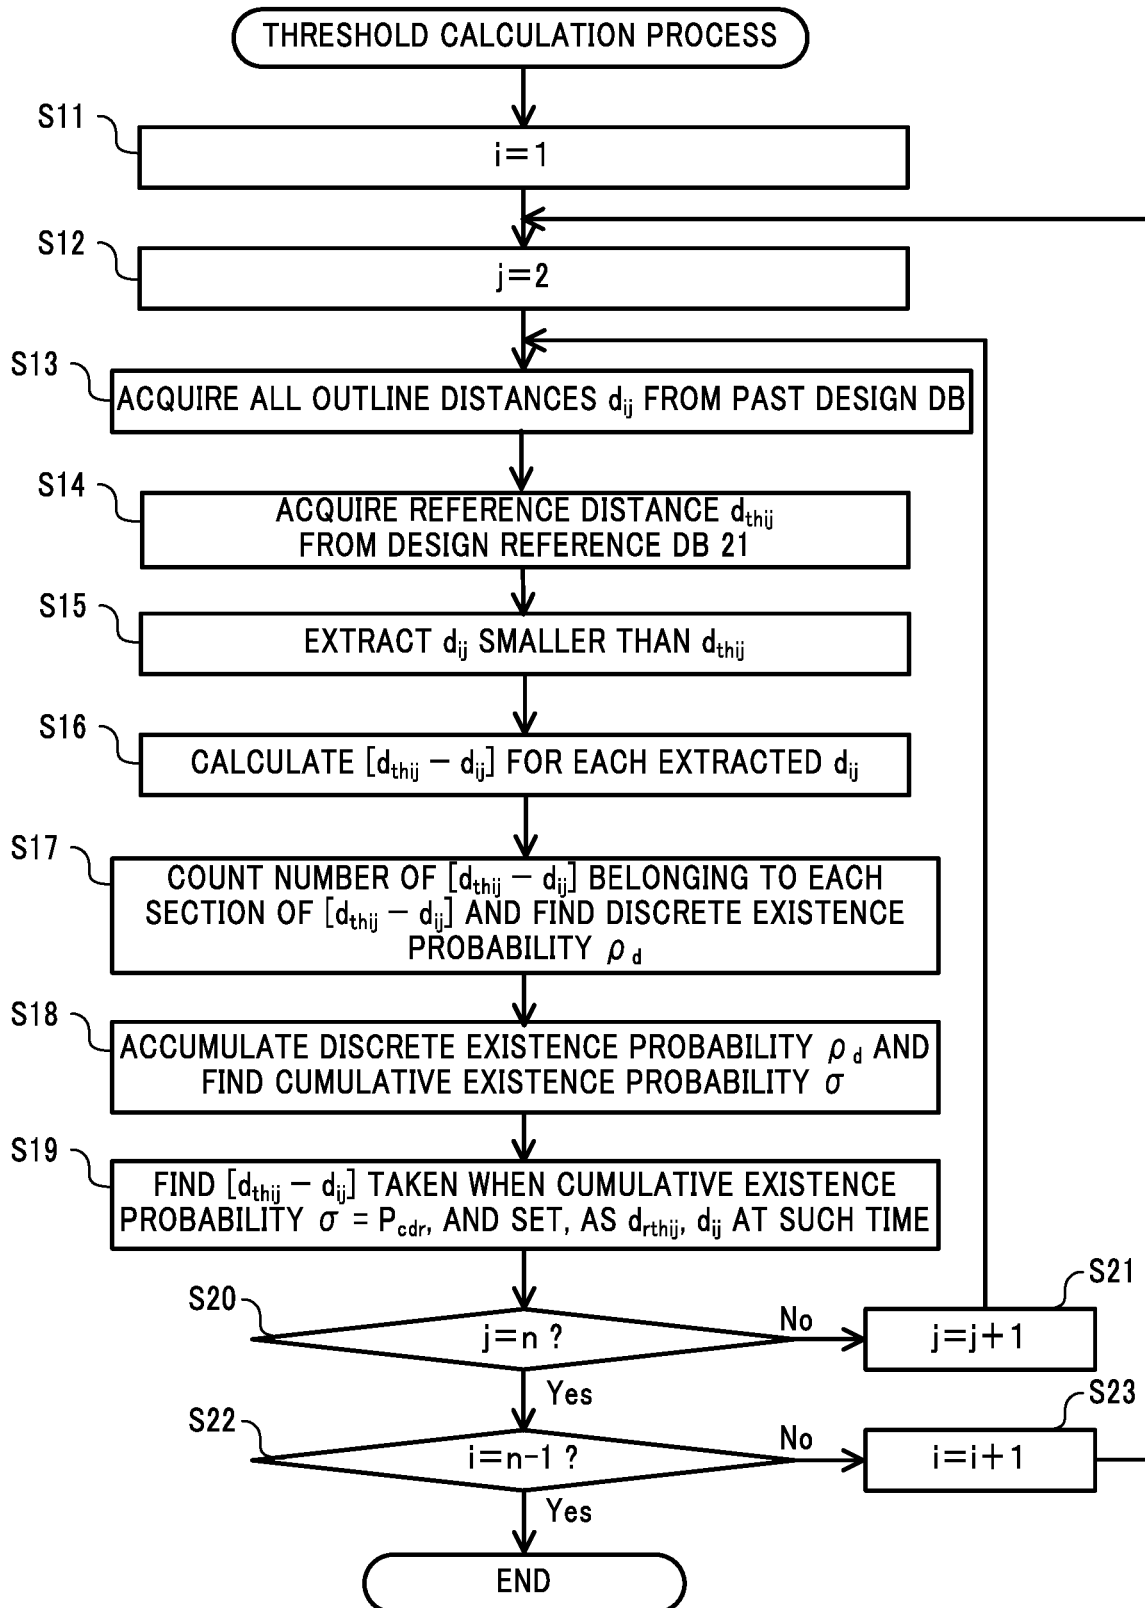 THRESHOLD CALCULATION PROCESS
S11
i=1
S12
j=2
S13
ACQUIRE ALL OUTLINE DISTANCES dij FROM PAST DESIGN DB
S14
ACQUIRE REFERENCE DISTANCE dthij
FROM DESIGN REFERENCE DB 21
S15
EXTRACT dij SMALLER THAN dthij
S16
CALCULATE [dthij − dij] FOR EACH EXTRACTED dij
S17
COUNT NUMBER OF [dthij − dij] BELONGING TO EACH
SECTION OF [dthij − dij] AND FIND DISCRETE EXISTENCE
PROBABILITY ρd
S18
ACCUMULATE DISCRETE EXISTENCE PROBABILITY ρd AND
FIND CUMULATIVE EXISTENCE PROBABILITY σ
S19
FIND [dthij − dij] TAKEN WHEN CUMULATIVE EXISTENCE
PROBABILITY σ = Pcdr, AND SET, AS drthij, dij AT SUCH TIME
S20
j=n ?
No
S21
j=j+1
Yes
S22
i=n-1 ?
No
S23
i=i+1
Yes
END